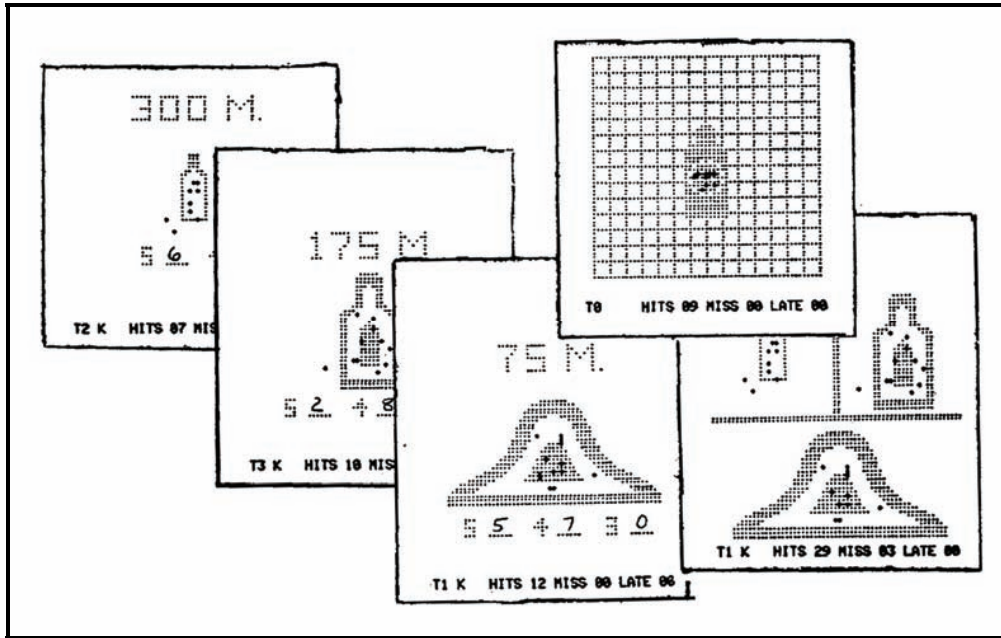 300 M.
5 6
T2 K HITS 07 MIS
175 M
5 2 4 8
T3 K HITS 10 MIS
75 M.
5 5 4 7 3 0
T1 K HITS 12 MISS 00 LATE 06
T0 HITS 09 MISS 00 LATE 00
T1 K HITS 29 MISS 03 LATE 00